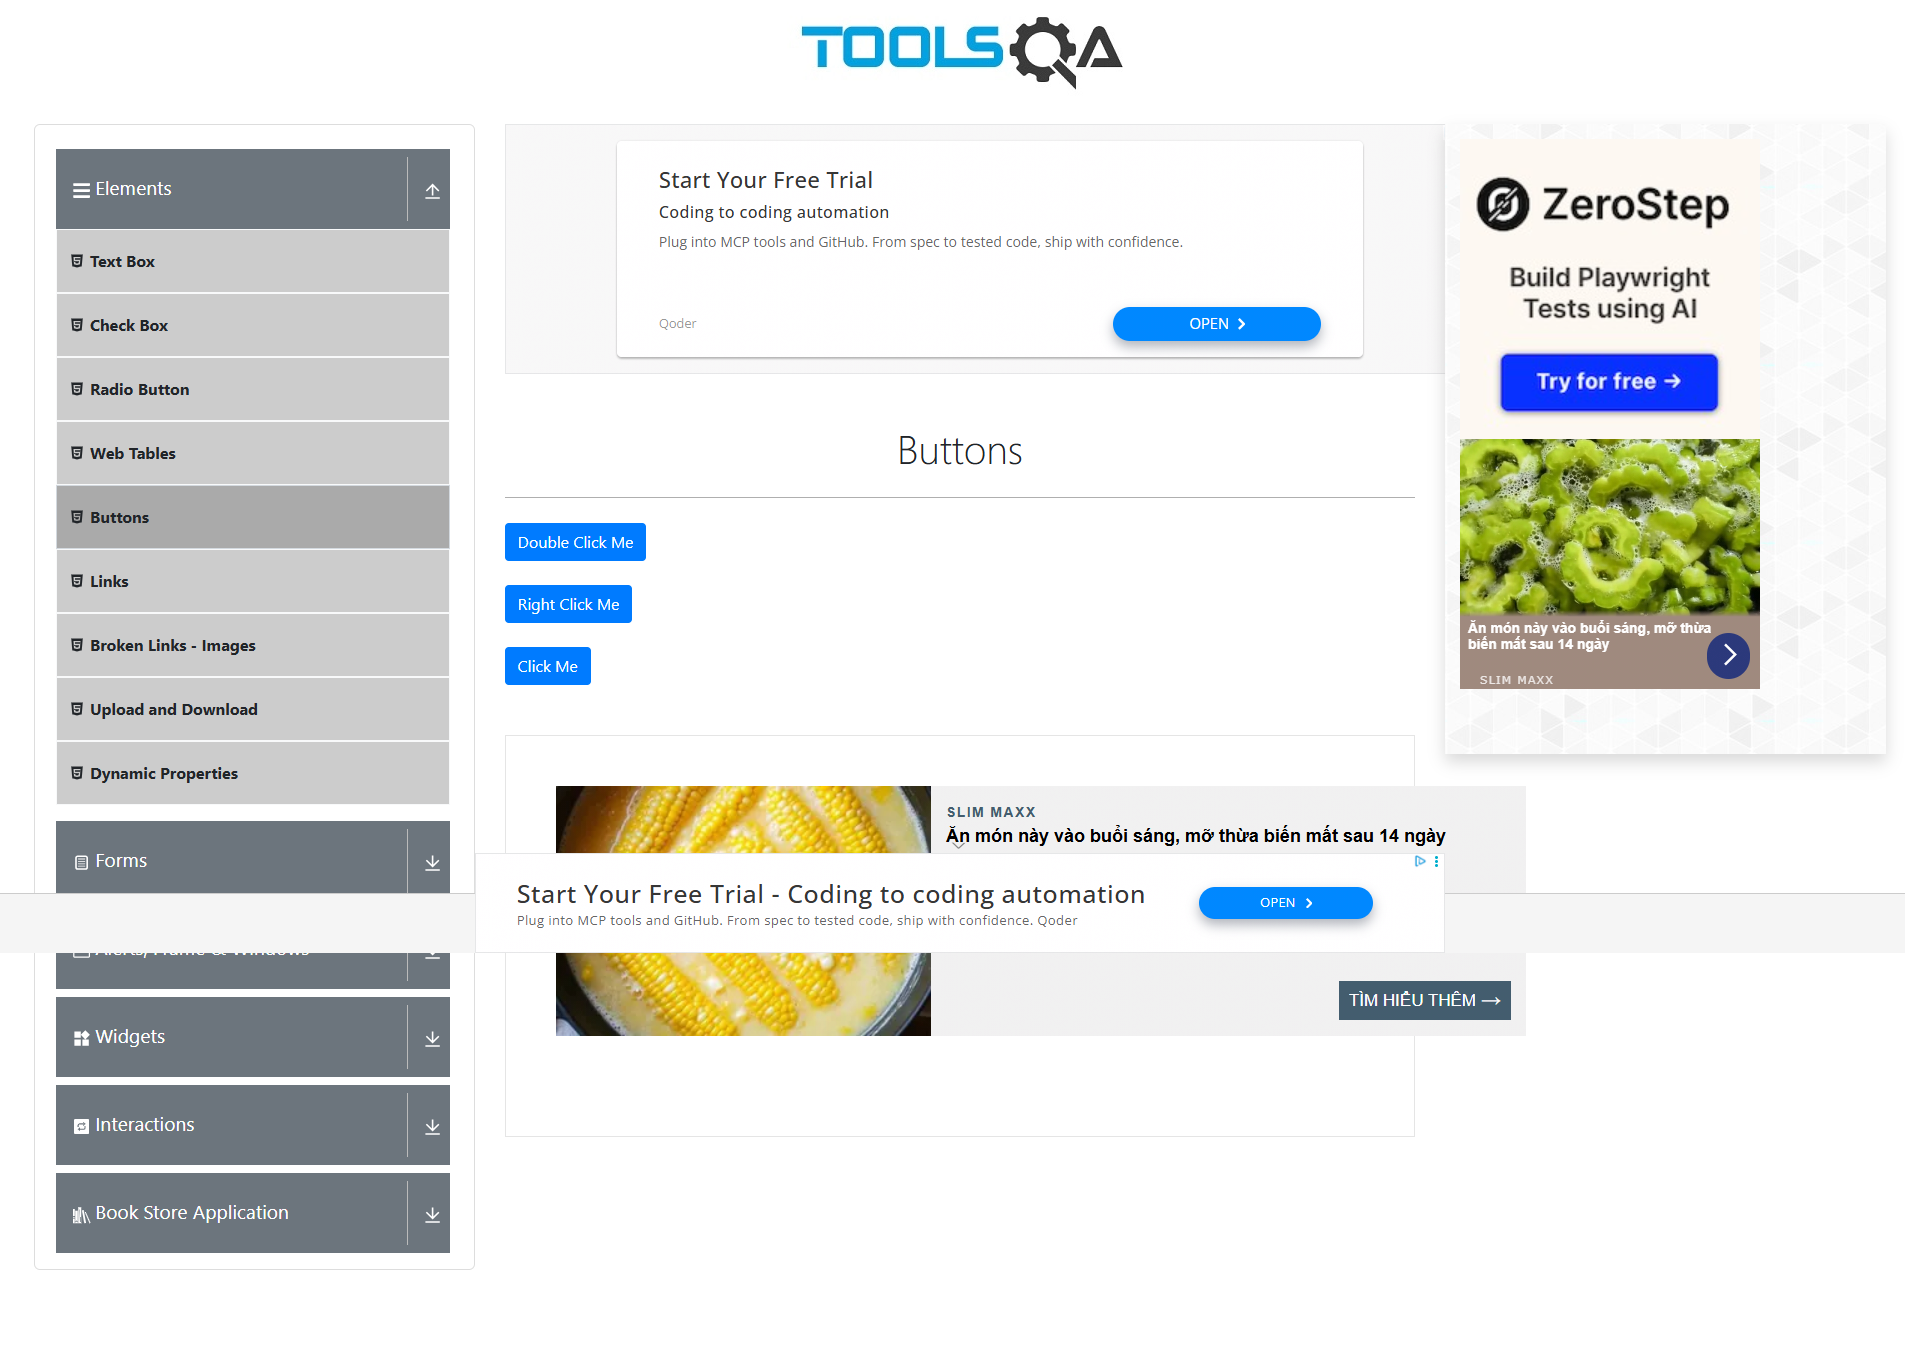 TOOLSQA
Elements
Text Box
Check Box
Radio Button
Web Tables
Buttons
Links
Broken Links - Images
Upload and Download
Dynamic Properties
Forms
Alerts, Frame & Windows
Widgets
Interactions
Book Store Application
Start Your Free Trial
Coding to coding automation
Plug into MCP tools and GitHub. From spec to tested code, ship with confidence.
Qoder
OPEN
Buttons
Double Click Me
Right Click Me
Click Me
SLIM MAXX
Ăn món này vào buổi sáng, mỡ thừa biến mất sau 14 ngày
TÌM HIỂU THÊM →
Start Your Free Trial - Coding to coding automation
Plug into MCP tools and GitHub. From spec to tested code, ship with confidence. Qoder
OPEN
ZeroStep
Build Playwright
Tests using AI
Try for free →
Ăn món này vào buổi sáng, mỡ thừa
biến mất sau 14 ngày
SLIM MAXX